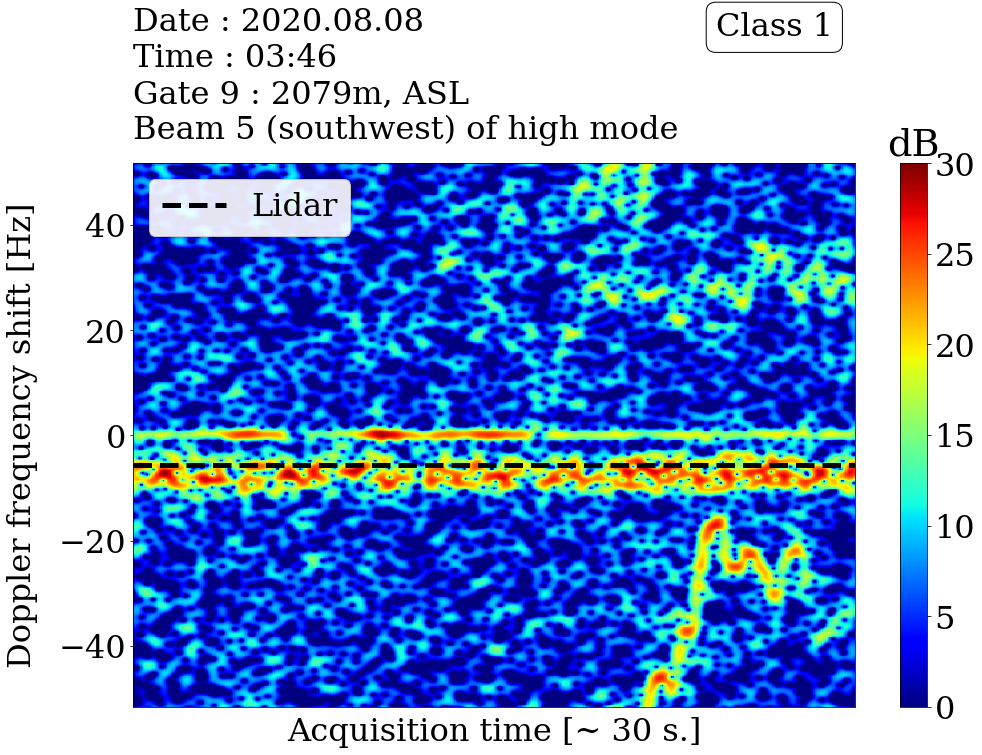 Date : 2020.08.08
Time : 03:46
Gate 9 : 2079m, ASL
Beam 5 (southwest) of high mode
Class 1
dB
Lidar
Doppler frequency shift [Hz]
40
20
0
−20
−40
Acquisition time [~ 30 s.]
30
25
20
15
10
5
0